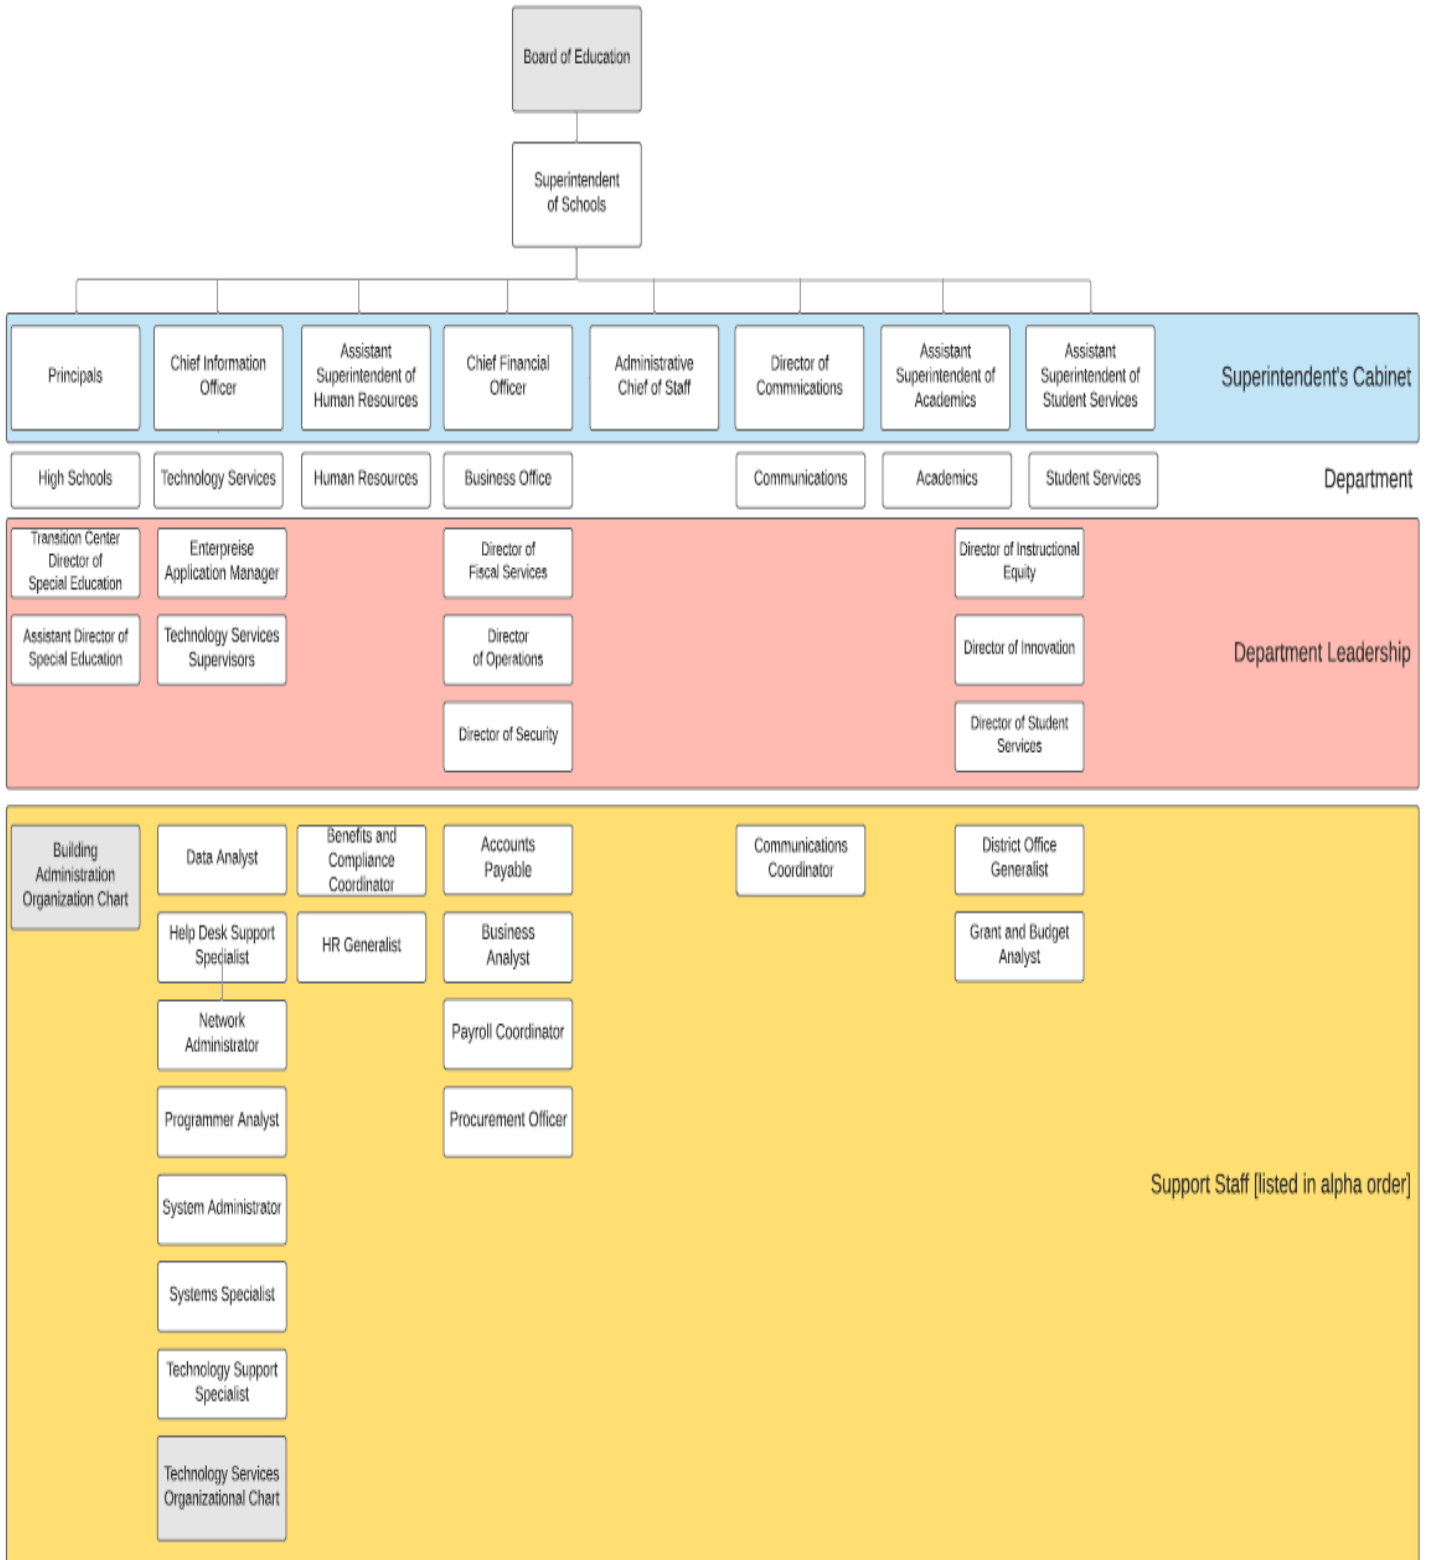 Board of Education
Superintendent
of Schools
Principals
Chief Information
Officer
Assistant
Superintendent of
Human Resources
Chief Financial
Officer
Administrative
Chief of Staff
Director of
Commnications
Assistant
Superintendent of
Academics
Assistant
Superintendent of
Student Services
Superintendent's Cabinet
High Schools
Technology Services
Human Resources
Business Office
Communications
Academics
Student Services
Department
Transition Center
Director of
Special Education
Enterpreise
Application Manager
Director of
Fiscal Services
Director of Instructional
Equity
Assistant Director of
Special Education
Technology Services
Supervisors
Director
of Operations
Director of Innovation
Department Leadership
Director of Security
Director of Student
Services
Building
Administration
Organization Chart
Data Analyst
Benefits and
Compliance
Coordinator
Accounts
Payable
Communications
Coordinator
District Office
Generalist
Help Desk Support
Specialist
HR Generalist
Business
Analyst
Grant and Budget
Analyst
Network
Administrator
Payroll Coordinator
Programmer Analyst
Procurement Officer
Support Staff [listed in alpha order]
System Administrator
Systems Specialist
Technology Support
Specialist
Technology Services
Organizational Chart